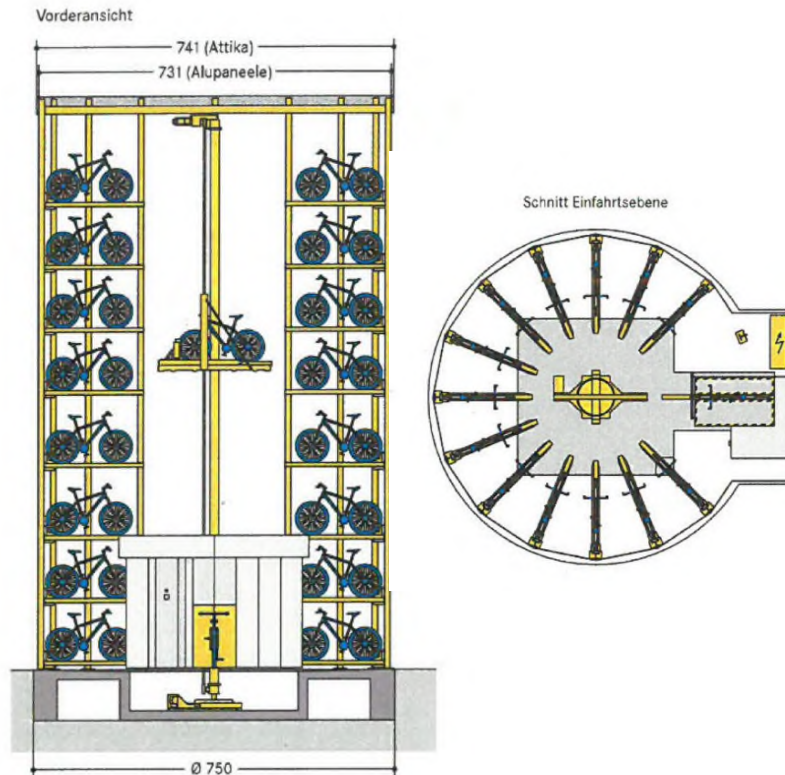 Vorderansicht
741 (Attika)
731 (Alupaneele)
Schnitt Einfahrtsebene
Ø 750